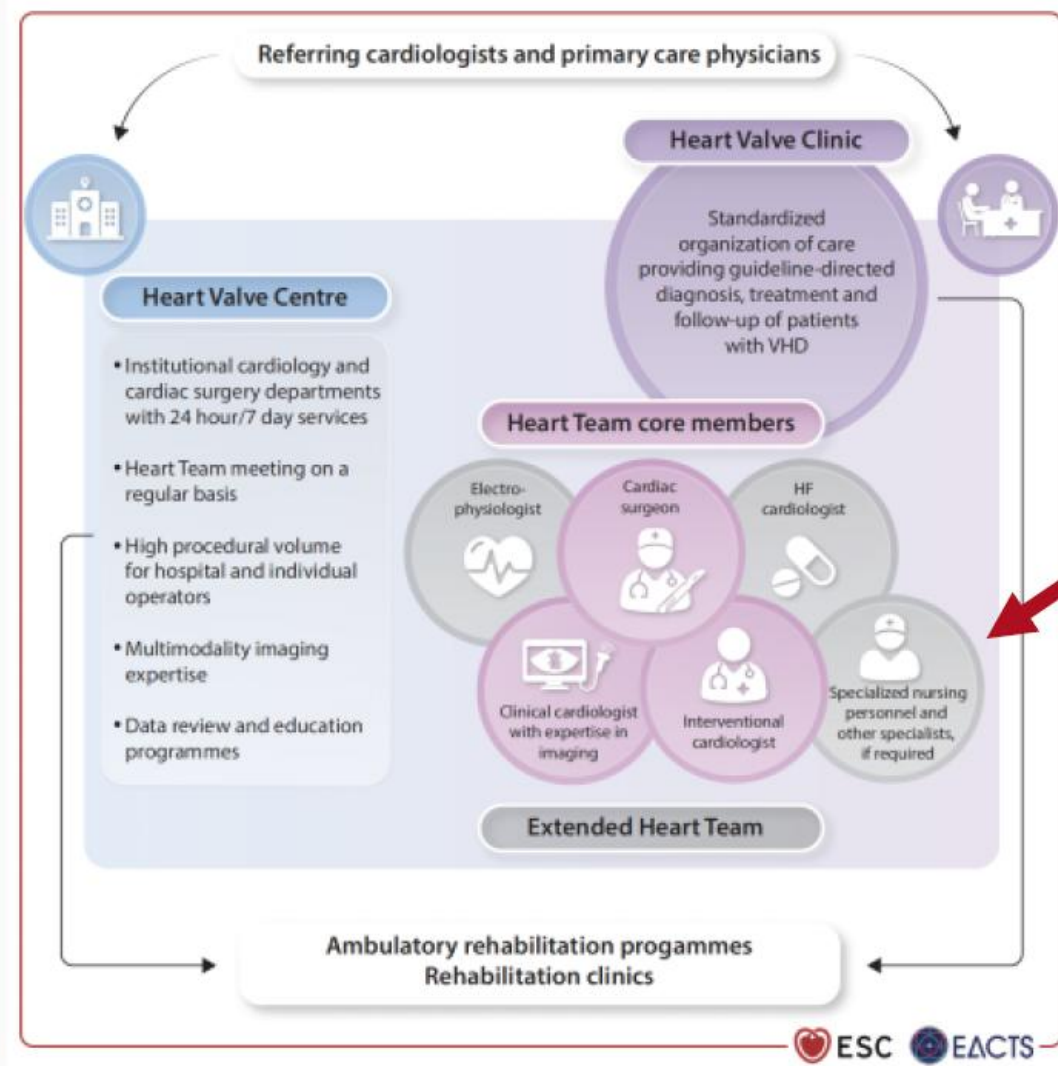 Referring cardiologists and primary care physicians
Heart Valve Clinic
Standardized
organization of care
providing guideline-directed
diagnosis, treatment and
follow-up of patients
with VHD
Heart Valve Centre
• Institutional cardiology and
cardiac surgery departments
with 24 hour/7 day services
• Heart Team meeting on a
regular basis
• High procedural volume
for hospital and individual
operators
• Multimodality imaging
expertise
• Data review and education
programmes
Heart Team core members
Electro-
physiologist
Cardiac
surgeon
HF
cardiologist
Clinical cardiologist
with expertise in
imaging
Interventional
cardiologist
Specialized nursing
personnel and
other specialists,
if required
Extended Heart Team
Ambulatory rehabilitation progammes
Rehabilitation clinics
ESC EACTS